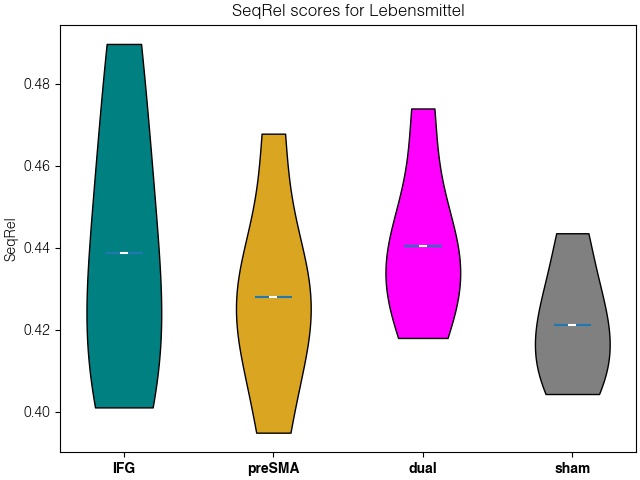 SeqRel scores for Lebensmittel
SeqRel
0.48
0.46
0.44
0.42
0.40
IFG
preSMA
dual
sham